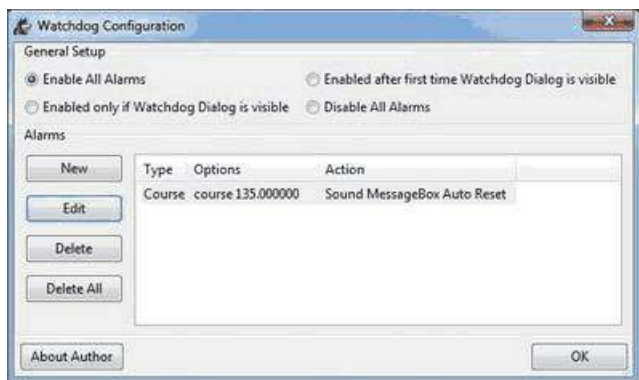 Watchdog Configuration
General Setup
Enable All Alarms
Enabled after first time Watchdog Dialog is visible
Enabled only if Watchdog Dialog is visible
Disable All Alarms
Alarms
New
Type Options Action
Course course 135.000000 Sound MessageBox Auto Reset
Edit
Delete
Delete All
About Author
OK